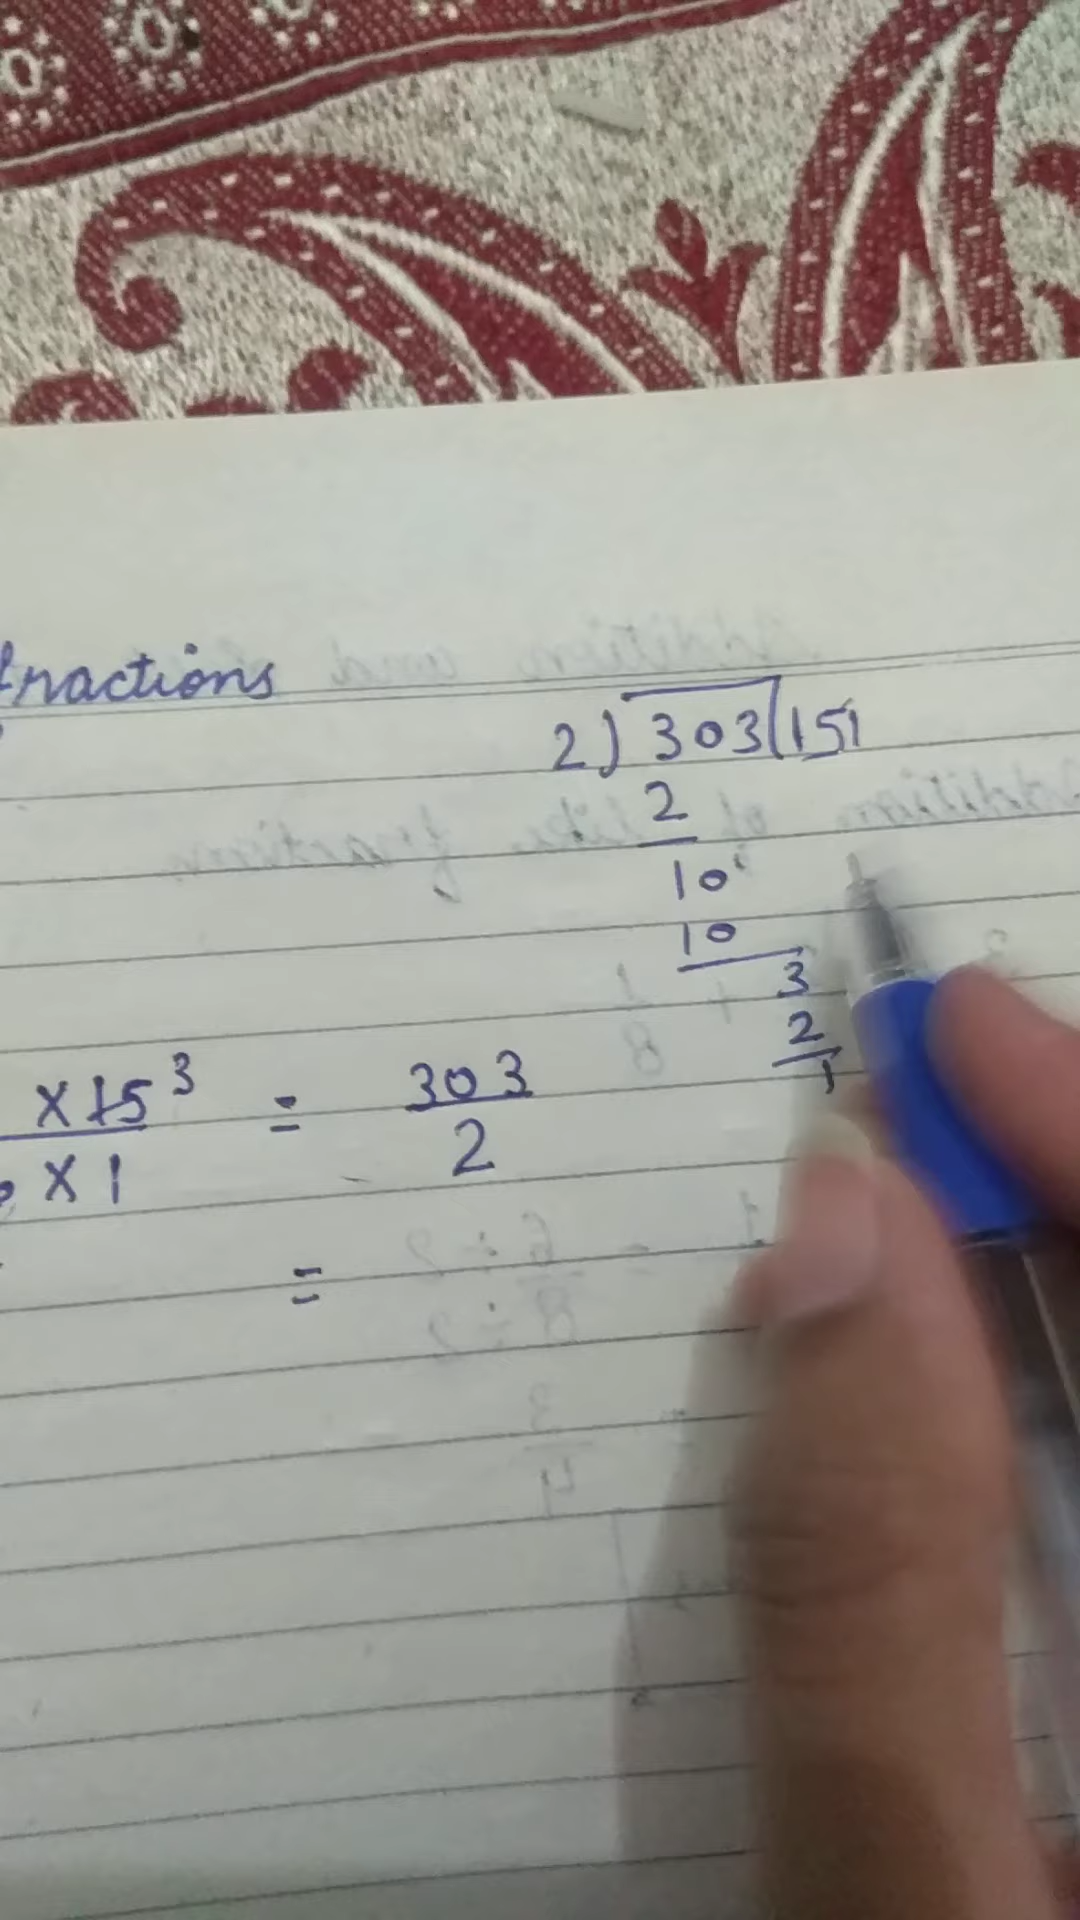 fractions
2) 303 (151
2
10
10
3
2
1
x 15 3 = 303
x 1 2
=